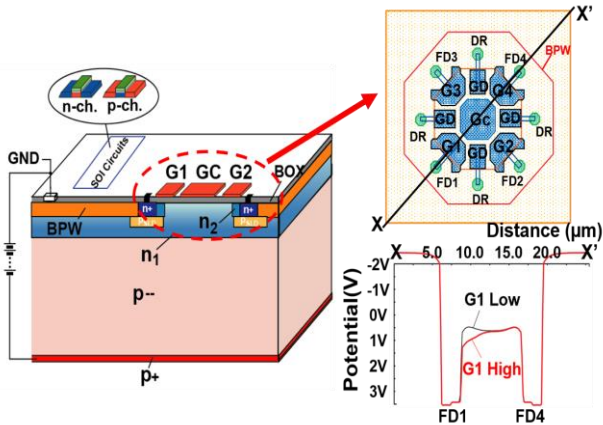 n-ch. p-ch.
SOI Circuits
GND
G1 GC G2
BOX
n+
n+
BPW
n₂
n₁
p--
p+
X'
DR
BPW
FD3
FD4
G3
GD
G4
DR
GD
Gc
GD
DR
G1
GD
G2
FD1
FD2
DR
X
Distance (μm)
X 5.0 10.0 15.0 20.0 X'
-2V
-1V
0V
1V
2V
3V
Potential(V)
G1 Low
G1 High
FD1 FD4